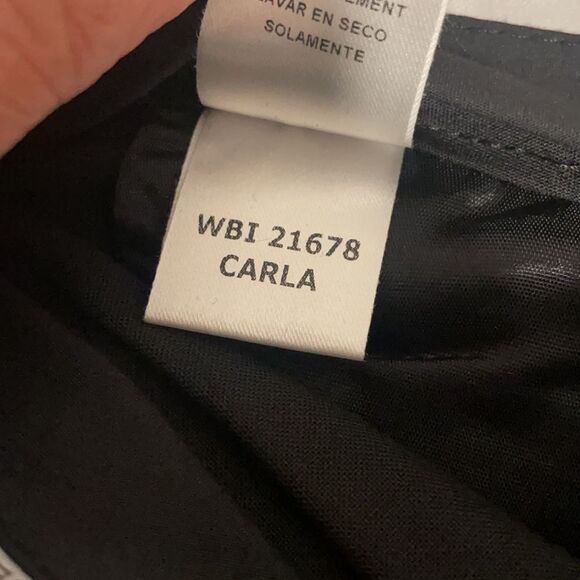 LAVAR EN SECO
SOLAMENTE
WBI 21678
CARLA